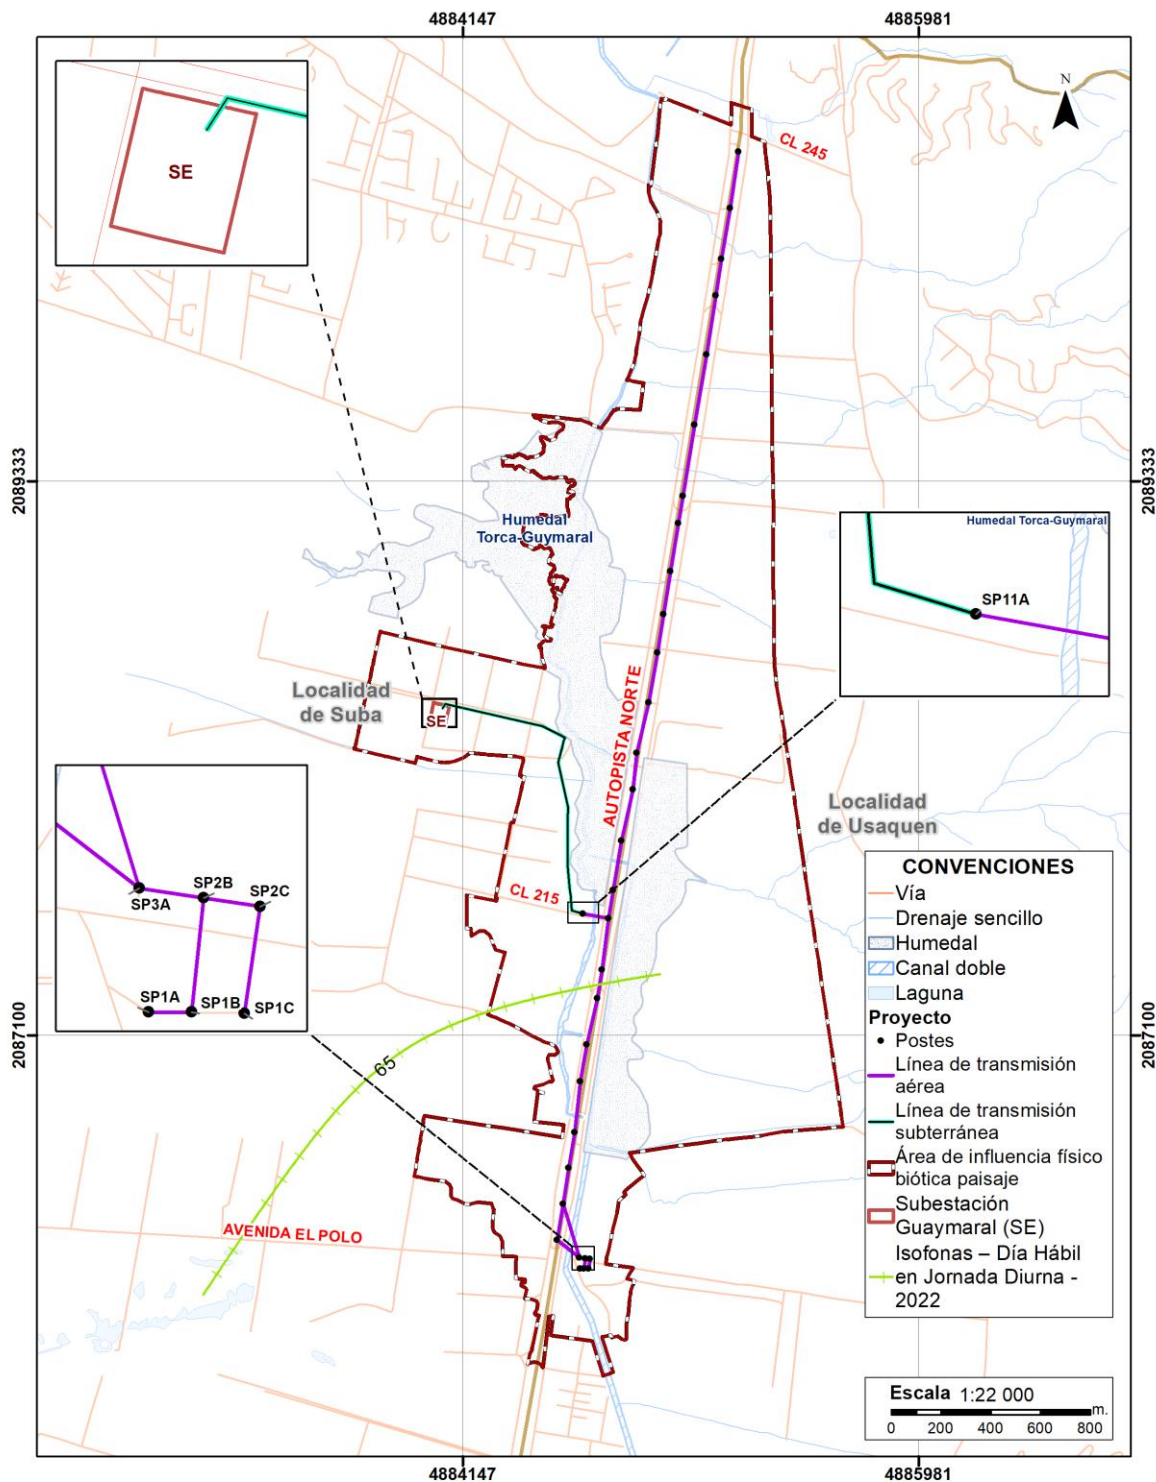 4884147
4885981
N
CL 245
SE
2089333
2089333
Humedal
Torca-Guymaral
Humedal Torca-Guymaral
SP11A
AUTOPISTA NORTE
Localidad
de Suba
SE
Localidad
de Usaquen
SP3A
SP2B
SP2C
SP1A
SP1B
SP1C
CL 215
2087100
2087100
65
AVENIDA EL POLO
CONVENCIONES
Vía
Drenaje sencillo
Humedal
Canal doble
Laguna
Proyecto
Postes
Línea de transmisión
aérea
Línea de transmisión
subterránea
Área de influencia físico
biótica paisaje
Subestación
Guaymaral (SE)
Isofonas – Día Hábil
en Jornada Diurna -
2022
Escala 1:22 000
m.
0 200 400 600 800
4884147
4885981